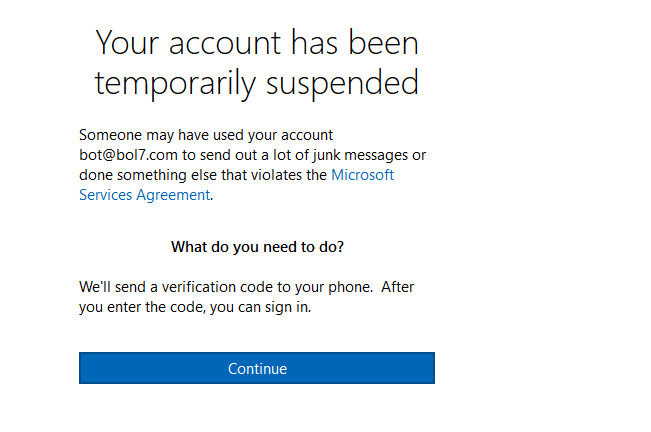 Your account has been
temporarily suspended
Someone may have used your account
bot@bol7.com to send out a lot of junk messages or
done something else that violates the Microsoft
Services Agreement.
What do you need to do?
We'll send a verification code to your phone.  After
you enter the code, you can sign in.
Continue